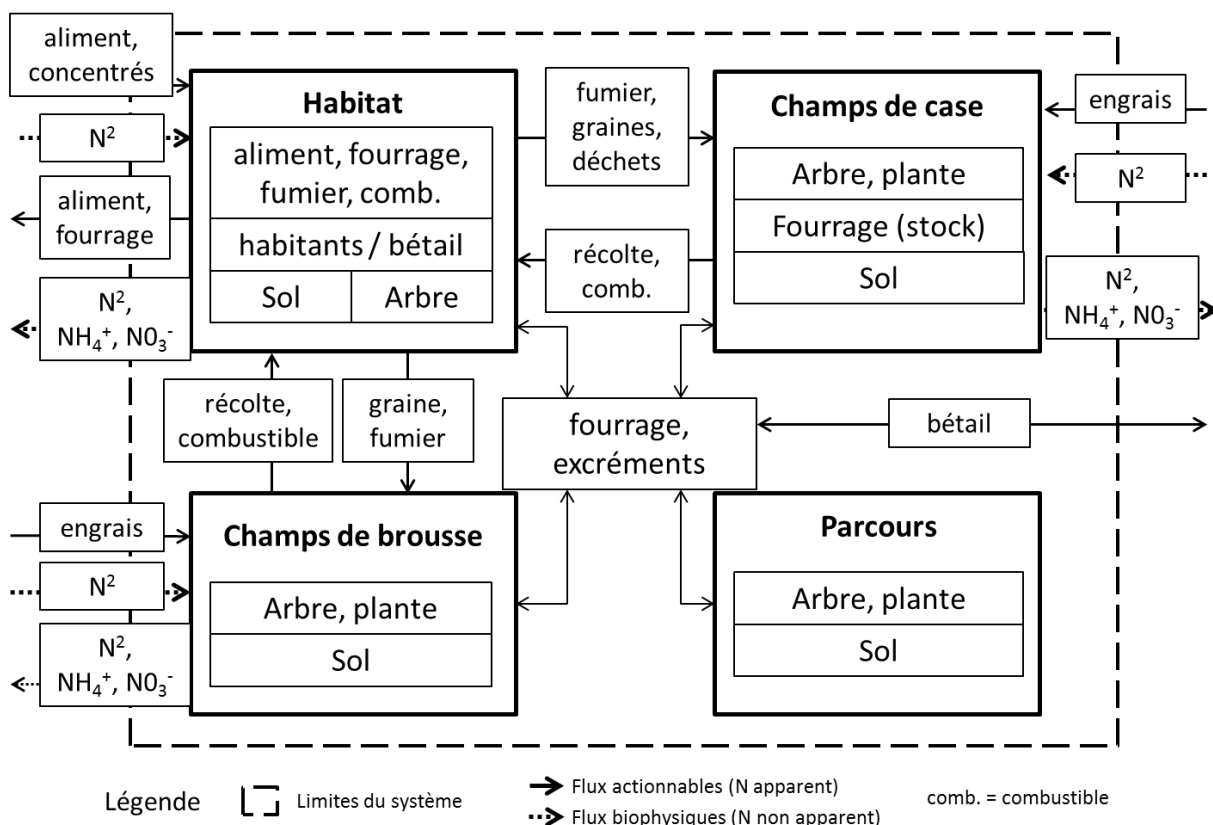 aliment,
concentrés
N²
aliment,
fourrage
N²,
NH₄⁺, N0₃⁻
Habitat
aliment, fourrage,
fumier, comb.
habitants / bétail
Sol
Arbre
fumier,
graines,
déchets
récolte,
comb.
Champs de case
Arbre, plante
Fourrage (stock)
Sol
engrais
N²
N²,
NH₄⁺, N0₃⁻
récolte,
combustible
graine,
fumier
fourrage,
excréments
bétail
engrais
N²
N²,
NH₄⁺, N0₃⁻
Champs de brousse
Arbre, plante
Sol
Parcours
Arbre, plante
Sol
Légende
Limites du système
Flux actionnables (N apparent)
Flux biophysiques (N non apparent)
comb. = combustible